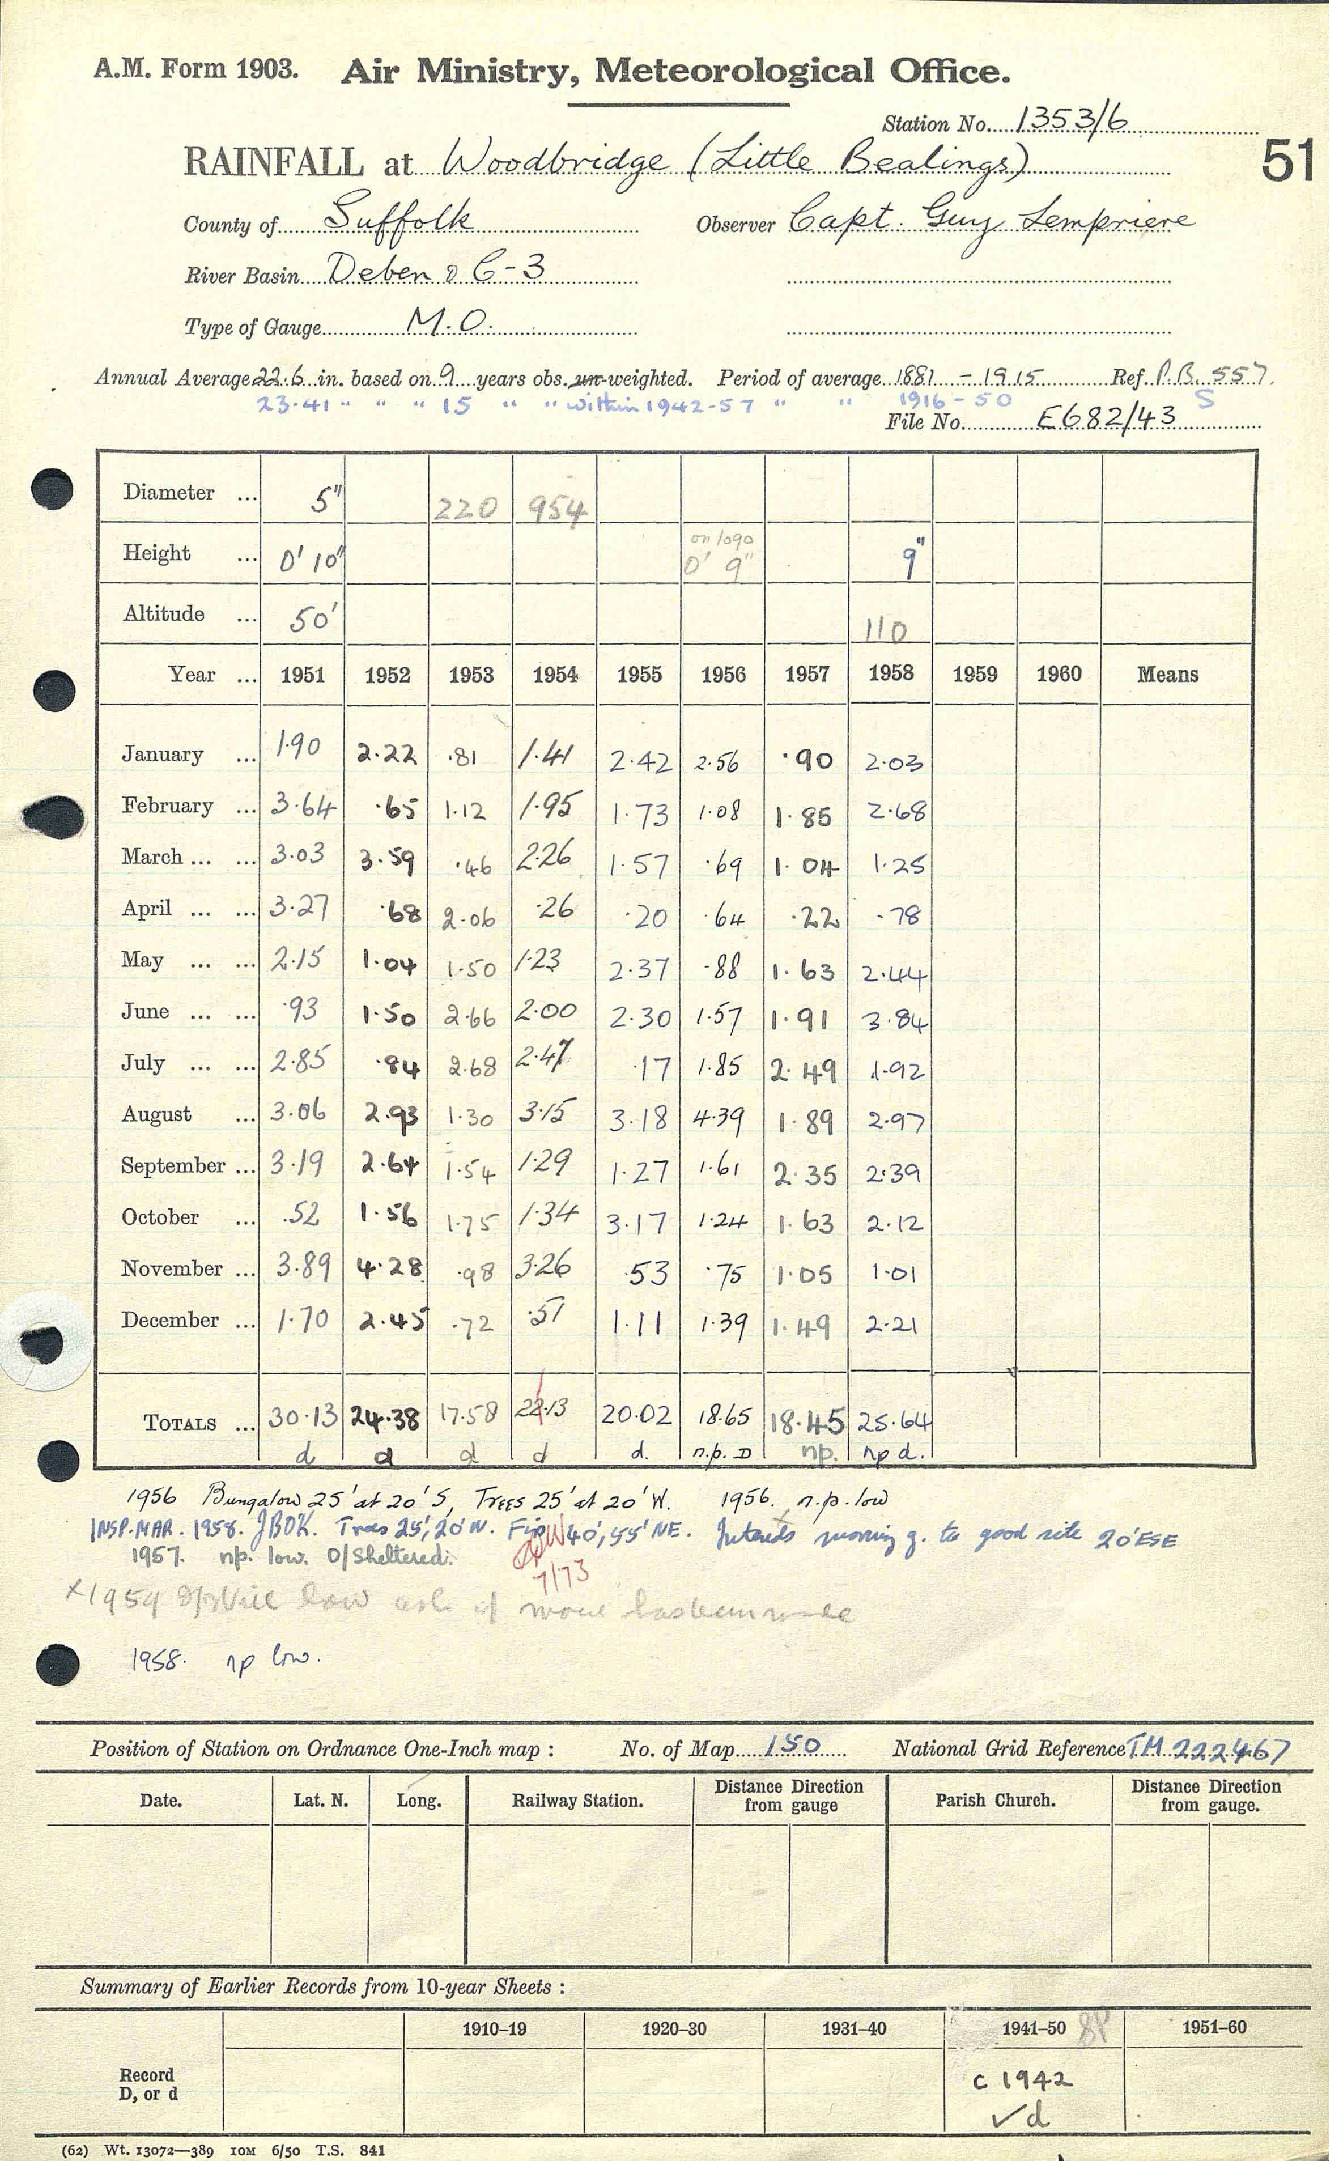 A.M. Form 1903. Air Ministry, Meteorological Office.
Station No. 1353/6
RAINFALL at Woodbridge (Little Bealings)
51
County of Suffolk Observer Capt. Guy Lempriere
River Basin Deben & C-3
Type of Gauge M.O.
Annual Average 22.6 in. based on 9 years obs. un-weighted. Period of average 1881 - 1915 Ref. P.B. 557
23.41 " " " 15 " " within 1942-57 " " 1916-50 S
File No. E682/43
Diameter ... 5" 220 954
Height ... 0' 10" on 1090 0' 9" 9"
Altitude ... 50' 110
Year ... 1951 1952 1953 1954 1955 1956 1957 1958 1959 1960 Means
January ... 1.90 2.22 .81 1.41 2.42 2.56 .90 2.03
February ... 3.64 .65 1.12 1.95 1.73 1.08 1.85 2.68
March ... ... 3.03 3.59 .46 2.26 1.57 .69 1.04 1.25
April ... ... 3.27 .68 2.06 .26 .20 .64 .22 .78
May ... ... 2.15 1.04 1.50 1.23 2.37 .88 1.63 2.44
June ... ... .93 1.50 2.66 2.00 2.30 1.57 1.91 3.84
July ... ... 2.85 .84 2.68 2.47 .17 1.85 2.49 1.92
August ... 3.06 2.93 1.30 3.15 3.18 4.39 1.89 2.97
September ... 3.19 2.64 1.54 1.29 1.27 1.61 2.35 2.39
October ... .52 1.56 1.75 1.34 3.17 1.24 1.63 2.12
November ... 3.89 4.28 .98 3.26 .53 .75 1.05 1.01
December ... 1.70 2.45 .72 .51 1.11 1.39 1.49 2.21
TOTALS ... 30.13 24.38 17.58 22.13 20.02 18.65 18.45 25.64
d d d d d. n.p. D np. np d.
1956 Bungalow 25' at 20' S, Trees 25' at 20' W. 1956. n.p. low
INSP. MAR. 1958. JBOK. Trees 25', 20' W. Fir 40', 55' NE. Intends moving g. to good site 20' ESE
1957. np. low. O/Sheltered.
7/73
x1959 low ask if more
1958. np low.
Position of Station on Ordnance One-Inch map : No. of Map 150 National Grid Reference TM 222467
Date. Lat. N. Long. Railway Station. Distance Direction from gauge Parish Church. Distance Direction from gauge.
Summary of Earlier Records from 10-year Sheets :
1910–19 1920–30 1931–40 1941–50 1951–60
Record
D, or d
c 1942
✓d
(62) Wt. 13072—389 10M 6/50 T.S. 841